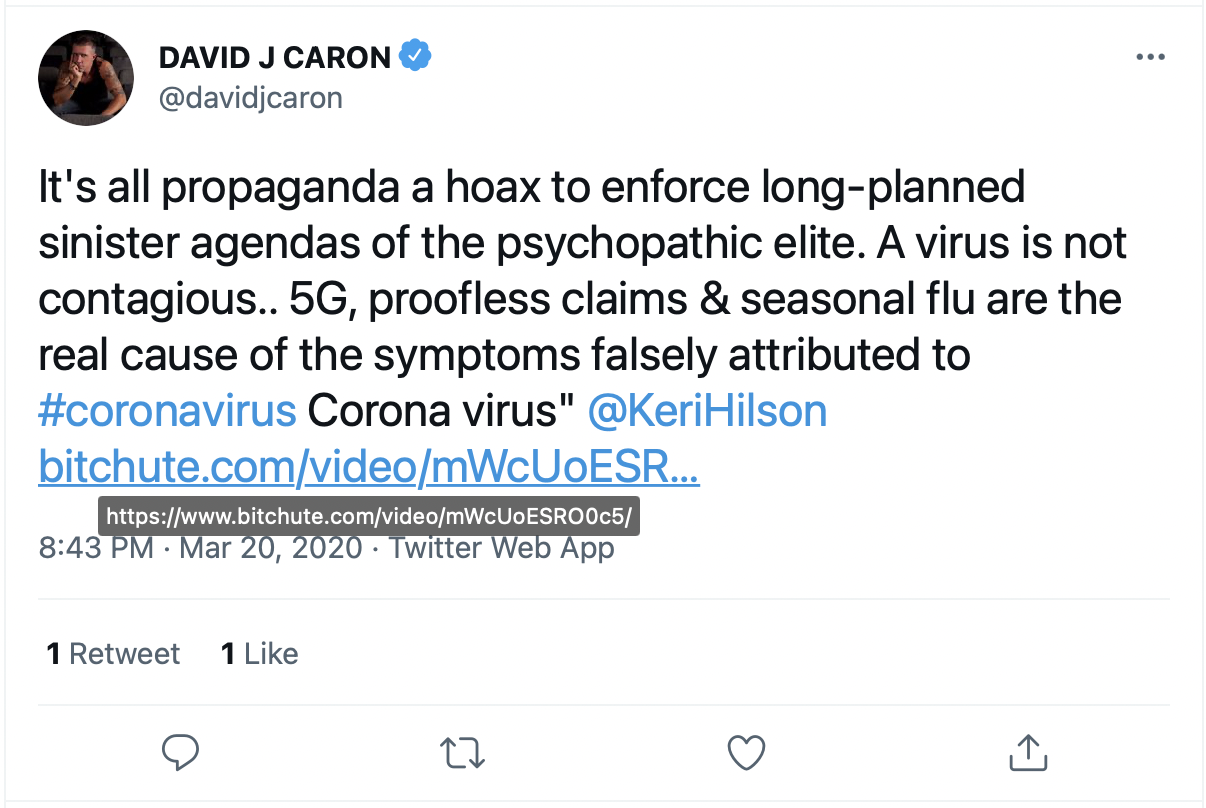 DAVID J CARON
@davidjcaron
It's all propaganda a hoax to enforce long-planned
sinister agendas of the psychopathic elite. A virus is not
contagious.. 5G, proofless claims & seasonal flu are the
real cause of the symptoms falsely attributed to
#coronavirus Corona virus" @KeriHilson
bitchute.com/video/mWcUoESR...
https://www.bitchute.com/video/mWcUoESRO0c5/
8:43 PM · Mar 20, 2020 · Twitter Web App
1 Retweet 1 Like